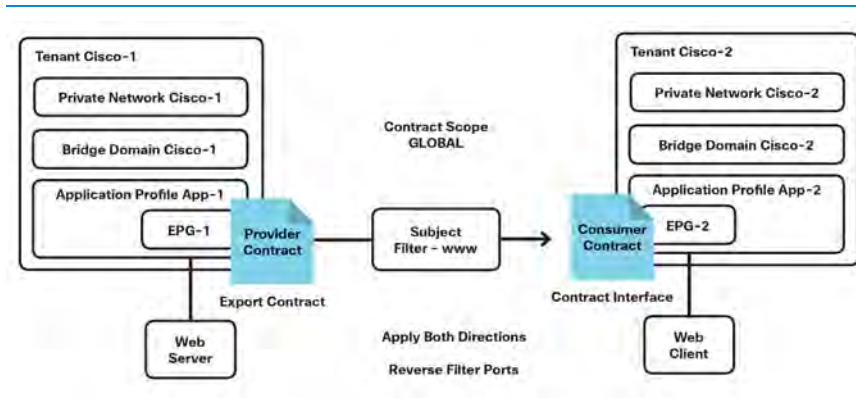 Tenant Cisco-1
Private Network Cisco-1
Bridge Domain Cisco-1
Application Profile App-1
EPG-1
Provider
Contract
Export Contract
Web
Server
Contract Scope
GLOBAL
Subject
Filter - www
Apply Both Directions
Reverse Filter Ports
Tenant Cisco-2
Private Network Cisco-2
Bridge Domain Cisco-2
Application Profile App-2
Consumer
Contract
EPG-2
Contract Interface
Web
Client